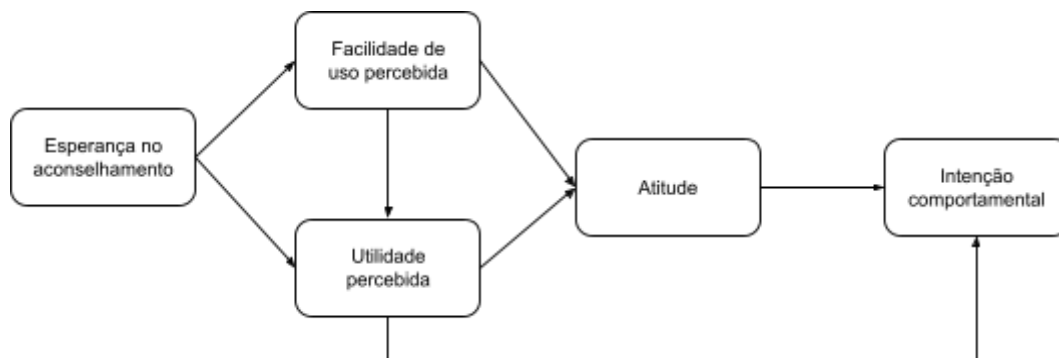 Facilidade de
uso percebida
Esperança no
aconselhamento
Atitude
Intenção
comportamental
Utilidade
percebida